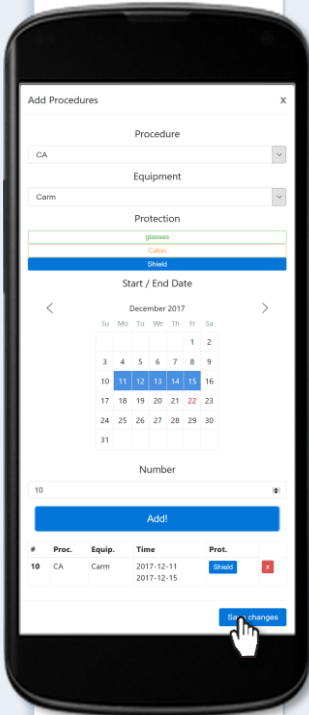 Add Procedures x
Procedure
CA
Equipment
Carm
Protection
glasses
Cabin
Shield
Start / End Date
December 2017
Su Mo Tu We Th Fr Sa
1 2
3 4 5 6 7 8 9
10 11 12 13 14 15 16
17 18 19 20 21 22 23
24 25 26 27 28 29 30
31
Number
10
Add!
# Proc. Equip. Time Prot.
10 CA Carm 2017-12-11 Shield x
2017-12-15
Save changes